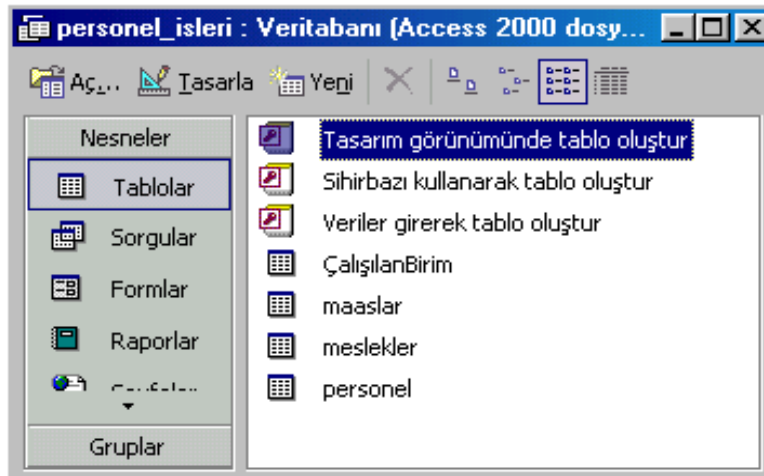 personel_isleri : Veritabanı (Access 2000 dosy...
Aç... Tasarla Yeni
Nesneler
Tablolar
Sorgular
Formlar
Raporlar
Gruplar
Tasarım görünümünde tablo oluştur
Sihirbazı kullanarak tablo oluştur
Veriler girerek tablo oluştur
ÇalışılanBirim
maaslar
meslekler
personel